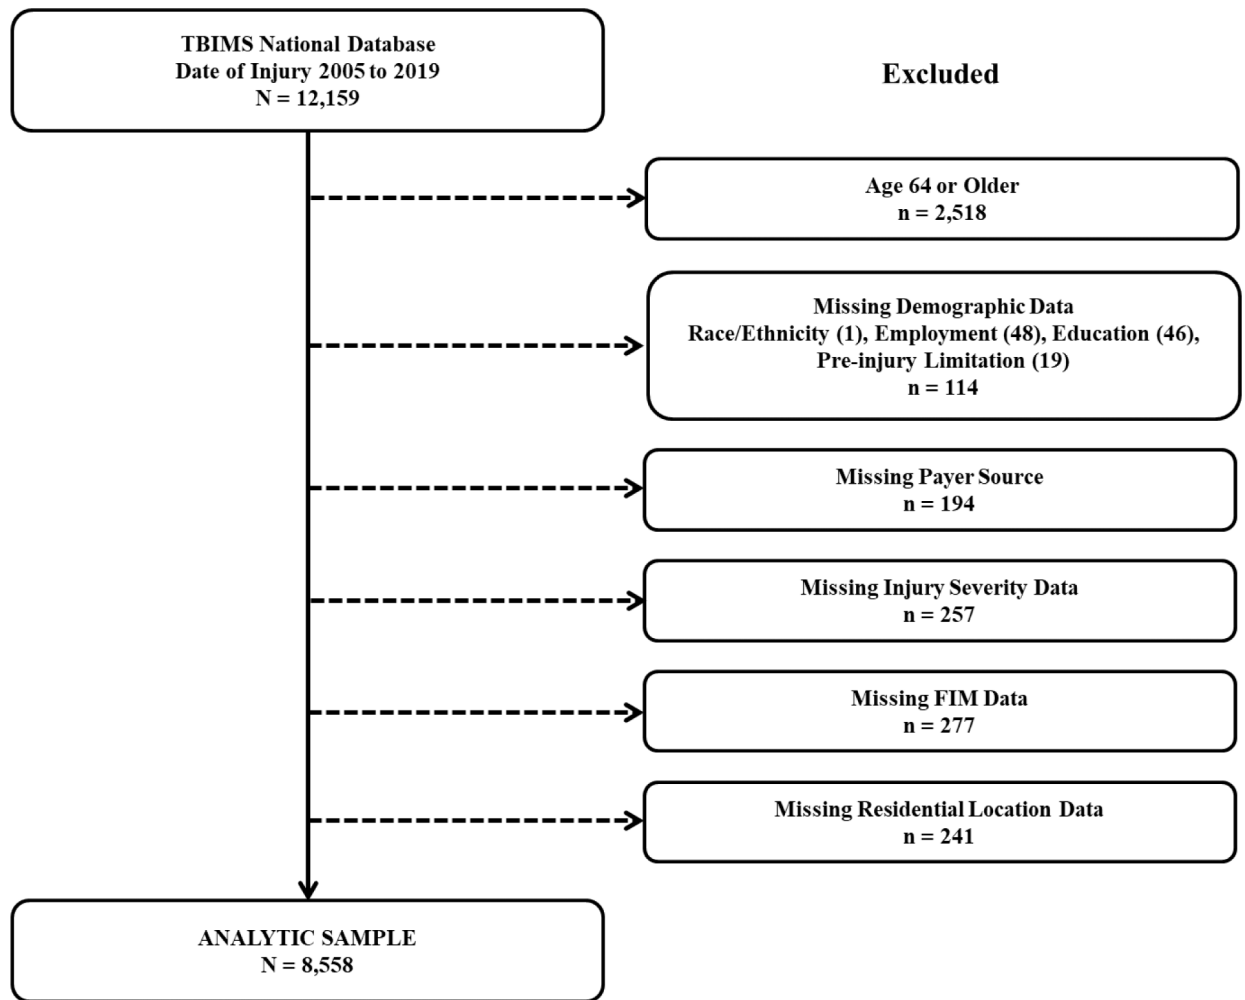 TBIMS National Database
Date of Injury 2005 to 2019
N = 12,159
Excluded
Age 64 or Older
n = 2,518
Missing Demographic Data
Race/Ethnicity (1), Employment (48), Education (46),
Pre-injury Limitation (19)
n = 114
Missing Payer Source
n = 194
Missing Injury Severity Data
n = 257
Missing FIM Data
n = 277
Missing Residential Location Data
n = 241
ANALYTIC SAMPLE
N = 8,558